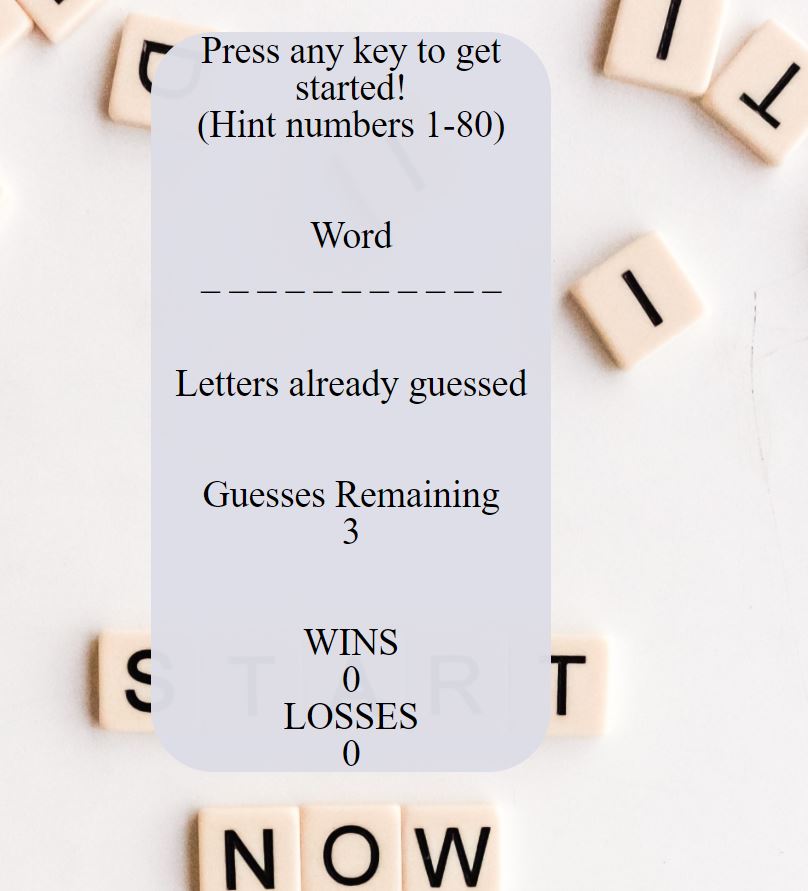 Press any key to get
started!
(Hint numbers 1-80)
Word
_ _ _ _ _ _ _ _ _ _ _
Letters already guessed
Guesses Remaining
3
WINS
0
LOSSES
0
D
I
T
I
I
START
NOW